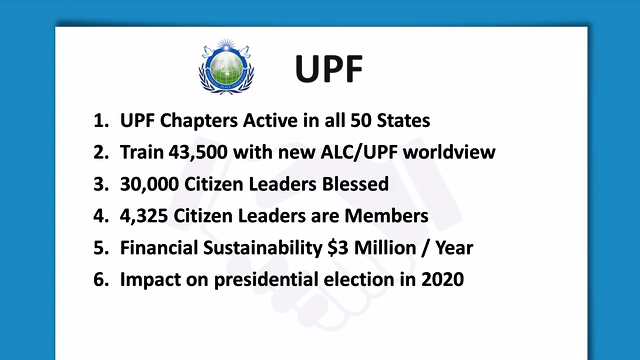 UPF
1. UPF Chapters Active in all 50 States
2. Train 43,500 with new ALC/UPF worldview
3. 30,000 Citizen Leaders Blessed
4. 4,325 Citizen Leaders are Members
5. Financial Sustainability $3 Million / Year
6. Impact on presidential election in 2020